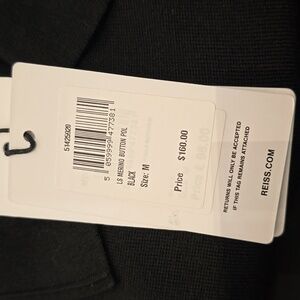 51425020
5 059999 477381
LS MERINO BUTTON POL
BLACK
Size: M
Price $160.00
RETURNS WILL ONLY BE ACCEPTED
IF THIS TAG REMAINS ATTACHED
REISS.COM